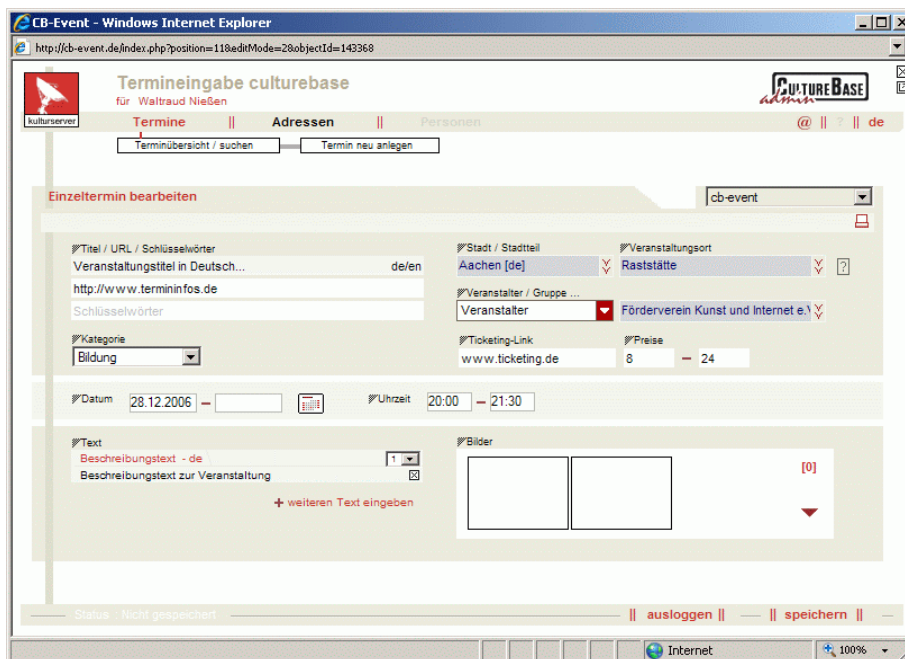 CB-Event - Windows Internet Explorer
http://cb-event.de/index.php?position=11&editMode=2&objectId=143368
Termineingabe culturebase
für Waltraud Nießen
CULTUREBASE
admin
kulturserver
Termine || Adressen || Personen @ || ? || de
Terminübersicht / suchen Termin neu anlegen
Einzeltermin bearbeiten cb-event
Titel / URL / Schlüsselwörter Stadt / Stadtteil Veranstaltungsort
Veranstaltungstitel in Deutsch... de/en Aachen [de] Raststätte ?
http://www.termininfos.de Veranstalter / Gruppe ...
Schlüsselwörter Veranstalter Förderverein Kunst und Internet e.V
Kategorie Ticketing-Link Preise
Bildung www.ticketing.de 8 – 24
Datum 28.12.2006 – Uhrzeit 20:00 – 21:30
Text Bilder
Beschreibungstext - de 1
Beschreibungstext zur Veranstaltung [0]
+ weiteren Text eingeben
Status Nicht gespeichert || ausloggen || || speichern ||
Internet 100%